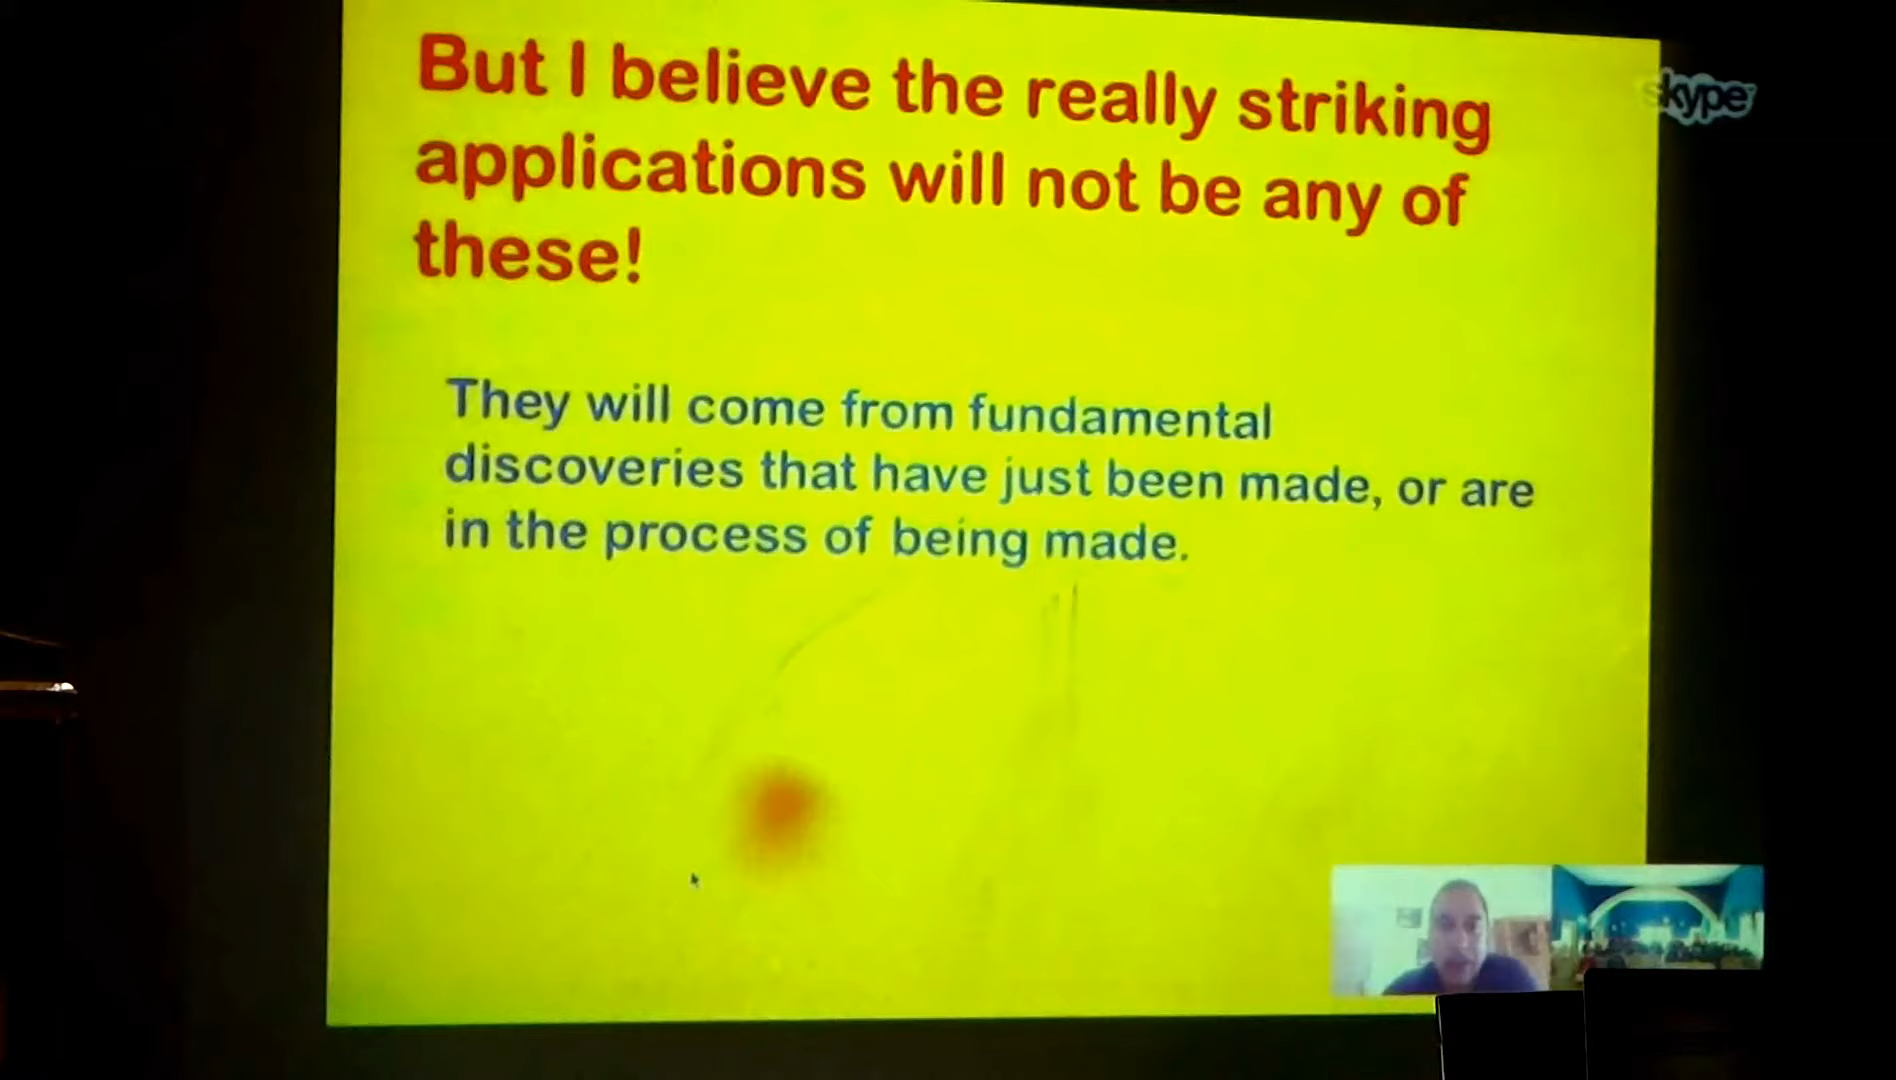 But I believe the really striking
applications will not be any of
these!
skype
They will come from fundamental
discoveries that have just been made, or are
in the process of being made.